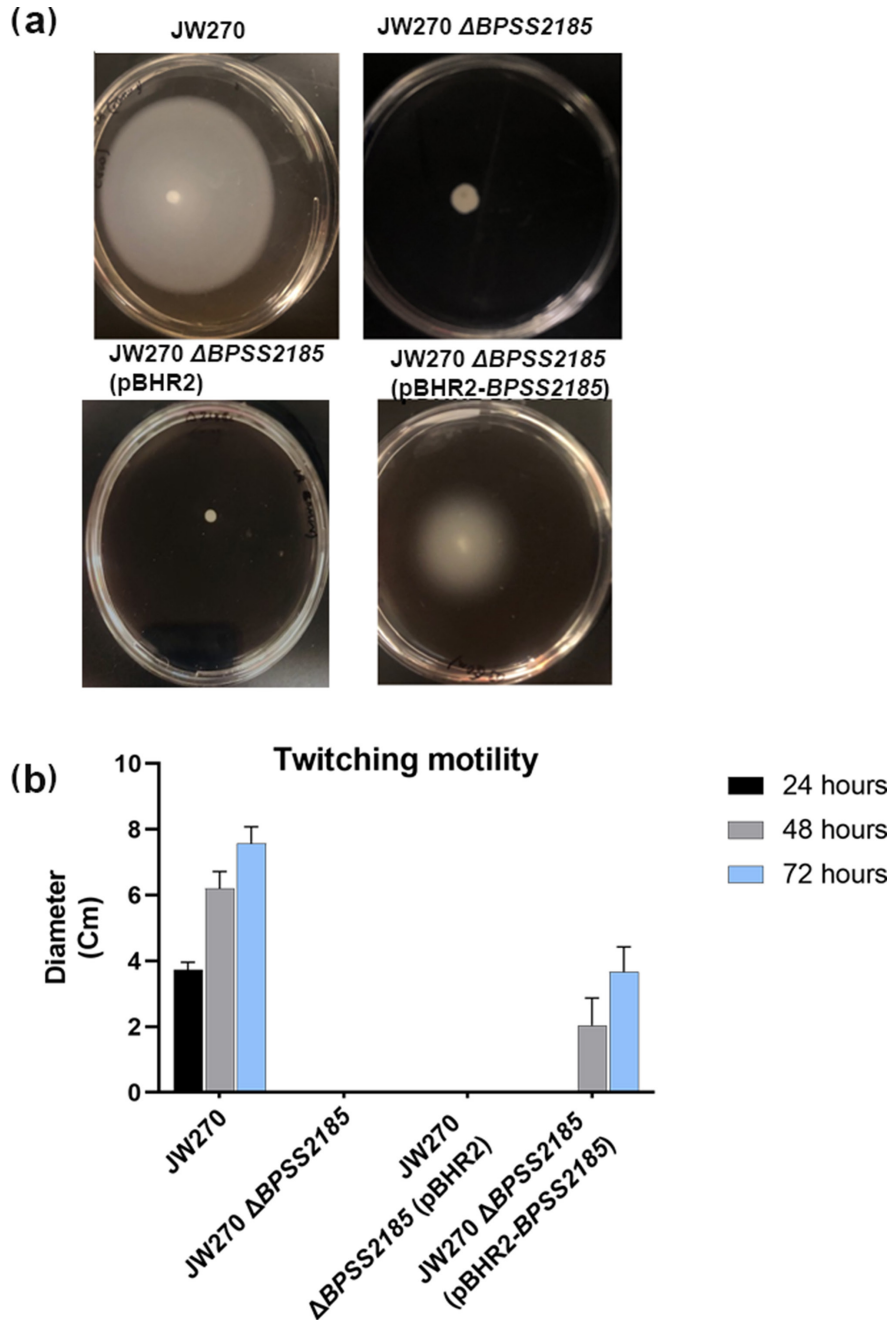 (a)
JW270
JW270 ΔBPSS2185
JW270 ΔBPSS2185
(pBHR2)
JW270 ΔBPSS2185
(pBHR2-BPSS2185)
(b)
Twitching motility
10
8
6
4
2
0
Diameter
(Cm)
24 hours
48 hours
72 hours
JW270
JW270 ΔBPSS2185
JW270
ΔBPSS2185 (pBHR2)
JW270 ΔBPSS2185
(pBHR2-BPSS2185)